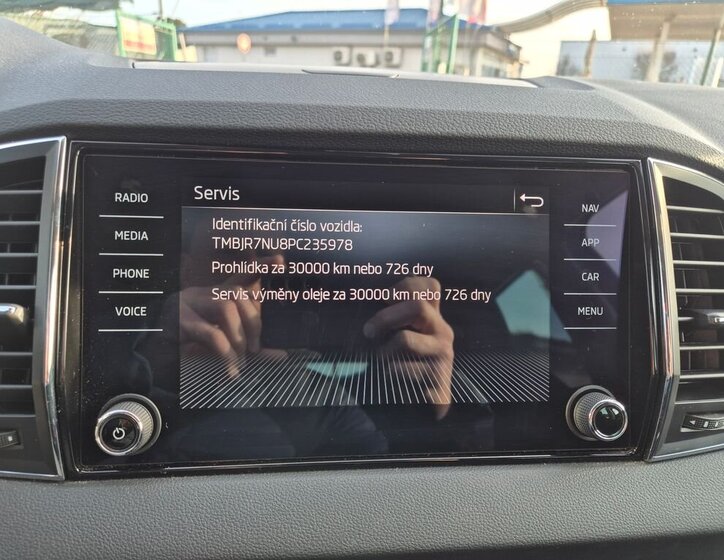 Servis
RADIO
MEDIA
PHONE
VOICE
Identifikační číslo vozidla:
TMBJR7NU8PC235978
Prohlídka za 30000 km nebo 726 dny
Servis výměny oleje za 30000 km nebo 726 dny
NAV
APP
CAR
MENU